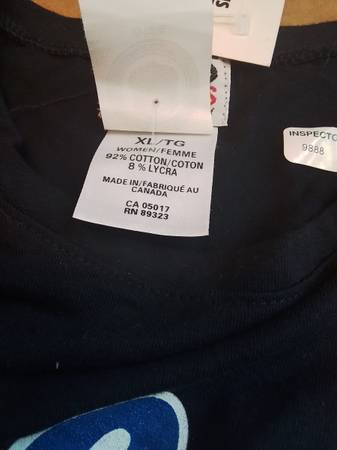 XL/TG
WOMEN/FEMME
92% COTTON/COTON
8 % LYCRA
MADE IN/FABRIQUÉ AU
CANADA
CA 05017
RN 89323
INSPECTO
9888